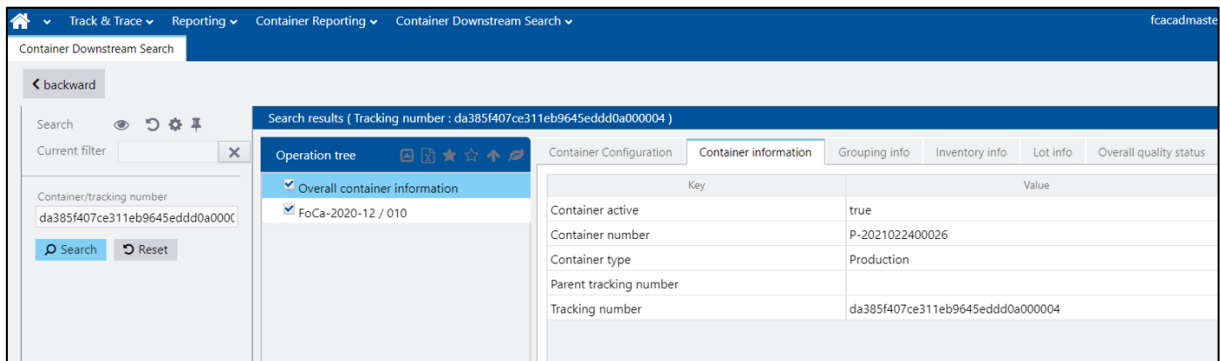 Track & Trace Reporting Container Reporting Container Downstream Search fcacadmaste
Container Downstream Search
backward
Search
Current filter
Container/tracking number
da385f407ce311eb9645eddd0a000
Search Reset
Search results ( Tracking number : da385f407ce311eb9645eddd0a000004 )
Operation tree
Overall container information
FoCa-2020-12 / 010
Container Configuration Container information Grouping info Inventory info Lot info Overall quality status
Key Value
Container active true
Container number P-2021022400026
Container type Production
Parent tracking number
Tracking number da385f407ce311eb9645eddd0a000004